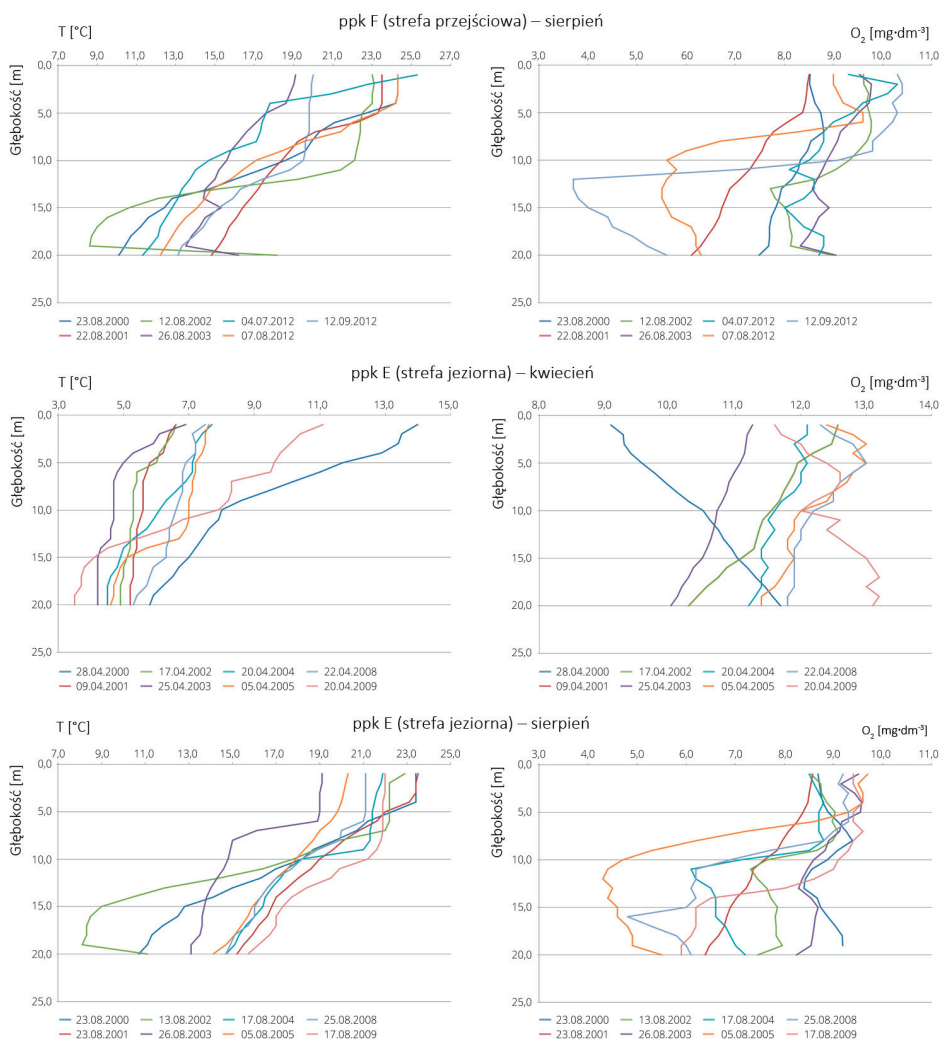 ppk F (strefa przejściowa) – sierpień
T [°C]
O2 [mg·dm-³]
7,0 9,0 11,0 13,0 15,0 17,0 19,0 21,0 23,0 25,0 27,0
3,0 4,0 5,0 6,0 7,0 8,0 9,0 10,0 11,0
Głębokość [m]
0,0
5,0
10,0
15,0
20,0
25,0
Głębokość [m]
0,0
5,0
10,0
15,0
20,0
25,0
23.08.2000 12.08.2002 04.07.2012 12.09.2012
22.08.2001 26.08.2003 07.08.2012
23.08.2000 12.08.2002 04.07.2012 12.09.2012
22.08.2001 26.08.2003 07.08.2012
ppk E (strefa jeziorna) – kwiecień
T [°C]
O2 [mg·dm-³]
3,0 5,0 7,0 9,0 11,0 13,0 15,0
8,0 9,0 10,0 11,0 12,0 13,0 14,0
Głębokość [m]
0,0
5,0
10,0
15,0
20,0
25,0
Głębokość [m]
0,0
5,0
10,0
15,0
20,0
25,0
28.04.2000 17.04.2002 20.04.2004 22.04.2008
09.04.2001 25.04.2003 05.04.2005 20.04.2009
28.04.2000 17.04.2002 20.04.2004 22.04.2008
09.04.2001 25.04.2003 05.04.2005 20.04.2009
ppk E (strefa jeziorna) – sierpień
T [°C]
O2 [mg·dm-³]
7,0 9,0 11,0 13,0 15,0 17,0 19,0 21,0 23,0 25,0
3,0 4,0 5,0 6,0 7,0 8,0 9,0 10,0 11,0
Głębokość [m]
0,0
5,0
10,0
15,0
20,0
25,0
Głębokość [m]
0,0
5,0
10,0
15,0
20,0
25,0
23.08.2000 13.08.2002 17.08.2004 25.08.2008
23.08.2001 26.08.2003 05.08.2005 17.08.2009
23.08.2000 13.08.2002 17.08.2004 25.08.2008
23.08.2001 26.08.2003 05.08.2005 17.08.2009